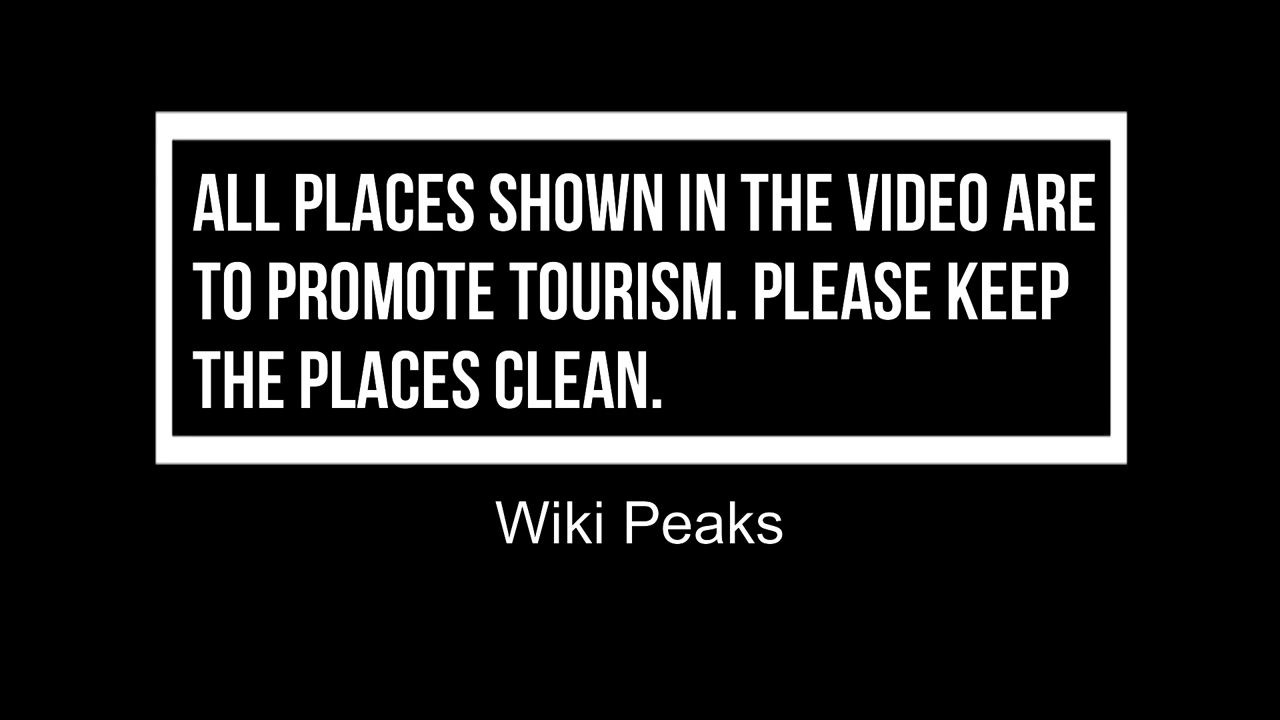 ALL PLACES SHOWN IN THE VIDEO ARE
TO PROMOTE TOURISM. PLEASE KEEP
THE PLACES CLEAN.
Wiki Peaks